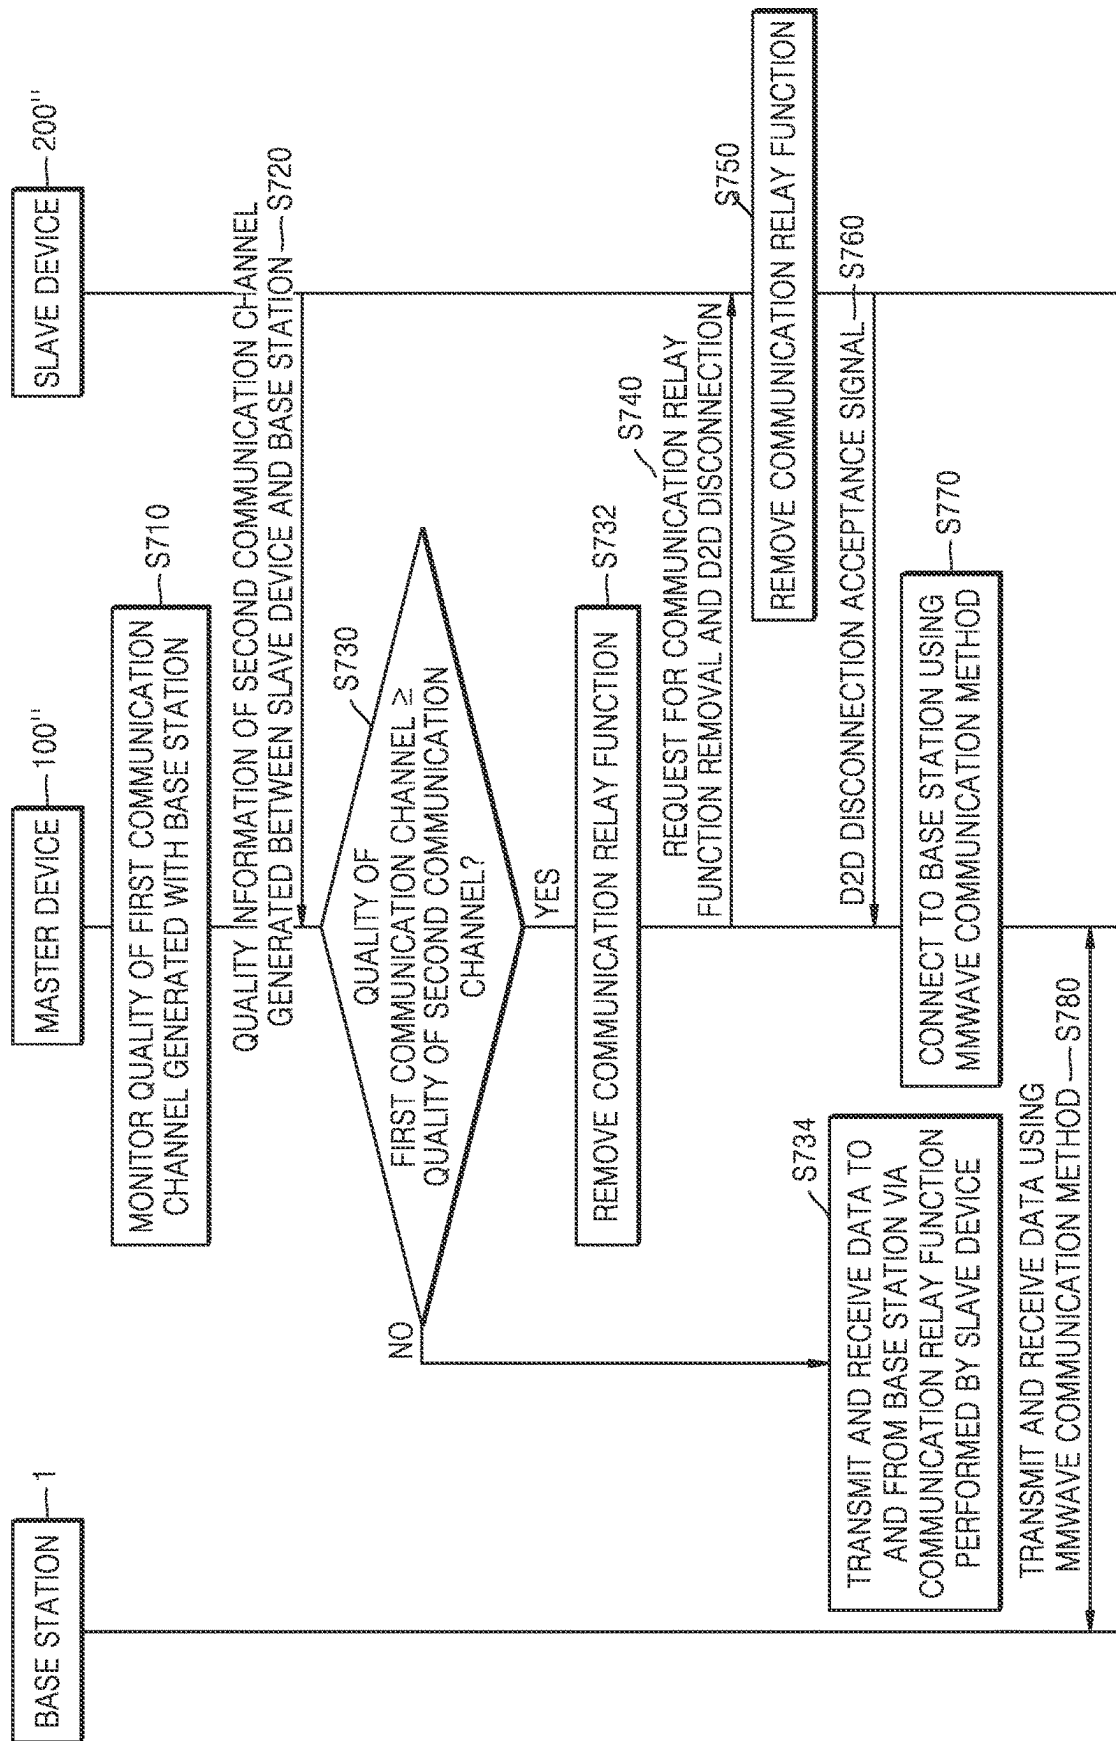 BASE STATION
1
MASTER DEVICE
100"
SLAVE DEVICE
200"
MONITOR QUALITY OF FIRST COMMUNICATION
CHANNEL GENERATED WITH BASE STATION
S710
QUALITY INFORMATION OF SECOND COMMUNICATION CHANNEL
GENERATED BETWEEN SLAVE DEVICE AND BASE STATION
S720
S730
QUALITY OF
FIRST COMMUNICATION CHANNEL ≥
QUALITY OF SECOND COMMUNICATION
CHANNEL?
NO
YES
REMOVE COMMUNICATION RELAY FUNCTION
S732
S740
REQUEST FOR COMMUNICATION RELAY
FUNCTION REMOVAL AND D2D DISCONNECTION
S750
REMOVE COMMUNICATION RELAY FUNCTION
S734
TRANSMIT AND RECEIVE DATA TO
AND FROM BASE STATION VIA
COMMUNICATION RELAY FUNCTION
PERFORMED BY SLAVE DEVICE
D2D DISCONNECTION ACCEPTANCE SIGNAL
S760
CONNECT TO BASE STATION USING
MMWAVE COMMUNICATION METHOD
S770
TRANSMIT AND RECEIVE DATA USING
MMWAVE COMMUNICATION METHOD
S780